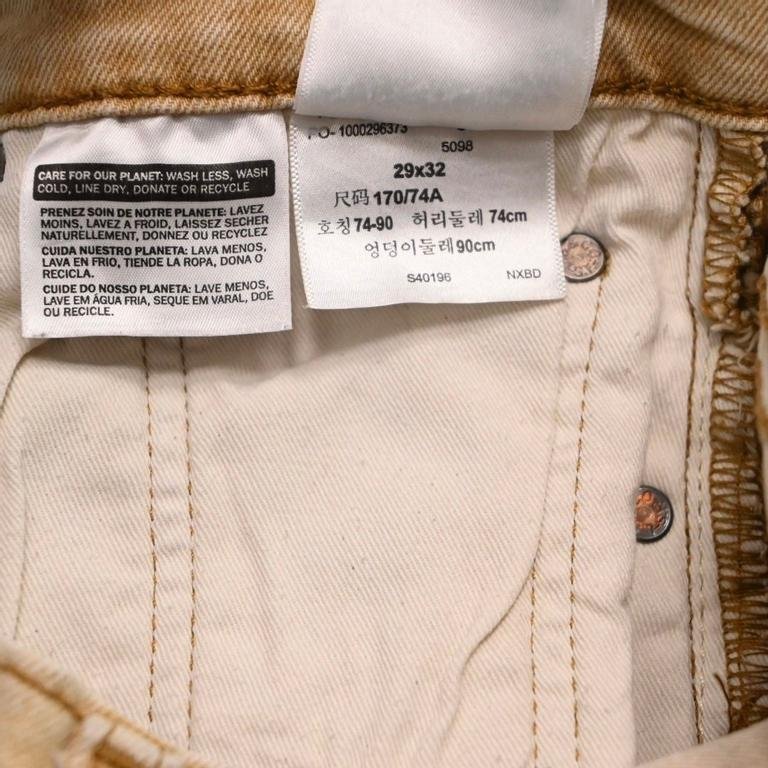 CARE FOR OUR PLANET: WASH LESS, WASH
COLD, LINE DRY, DONATE OR RECYCLE
PRENEZ SOIN DE NOTRE PLANETE: LAVEZ
MOINS, LAVEZ A FROID, LAISSEZ SECHER
NATURELLEMENT, DONNEZ OU RECYCLEZ
CUIDA NUESTRO PLANETA: LAVA MENOS,
LAVA EN FRIO, TIENDE LA ROPA, DONA O
RECICLA.
CUIDE DO NOSSO PLANETA: LAVE MENOS,
LAVE EM ÁGUA FRIA, SEQUE EM VARAL, DOE
OU RECICLE.
PO- 1000296373
5098
29x32
尺码 170/74A
호칭 74-90 허리둘레 74cm
엉덩이둘레 90cm
S40196 NXBD